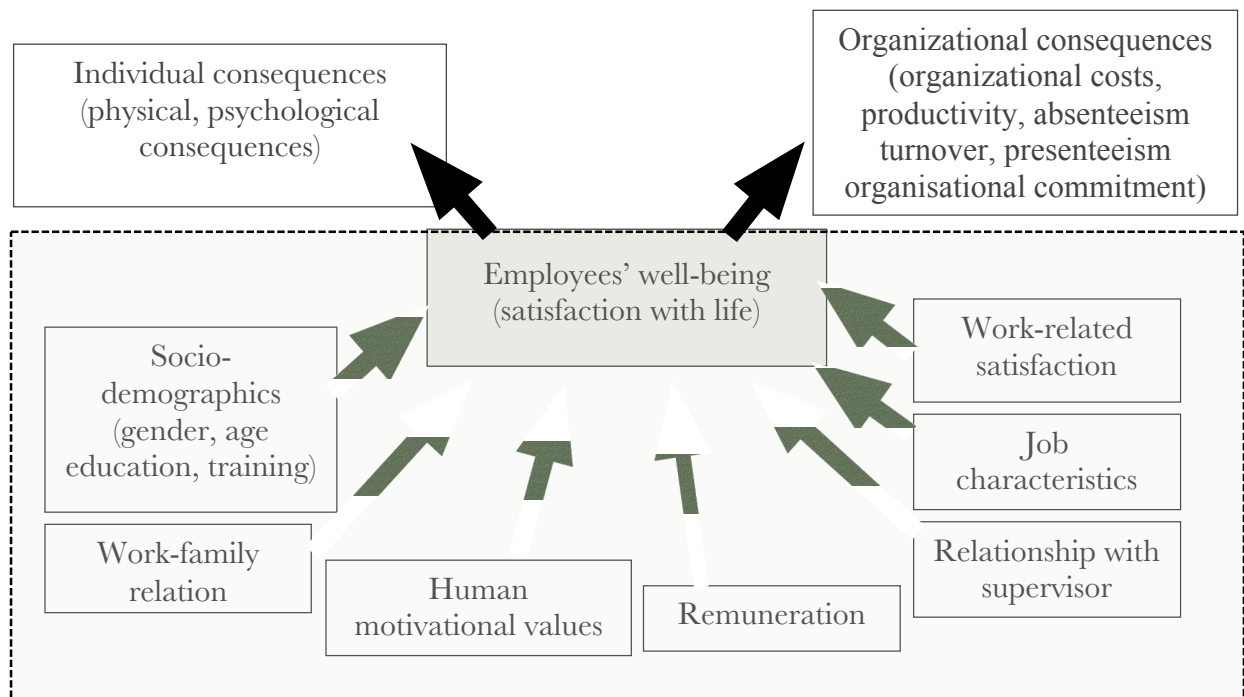 Individual consequences
(physical, psychological
consequences)
Organizational consequences
(organizational costs,
productivity, absenteeism
turnover, presenteeism
organisational commitment)
Employees’ well-being
(satisfaction with life)
Socio-
demographics
(gender, age
education, training)
Work-related
satisfaction
Job
characteristics
Work-family
relation
Human
motivational values
Remuneration
Relationship with
supervisor